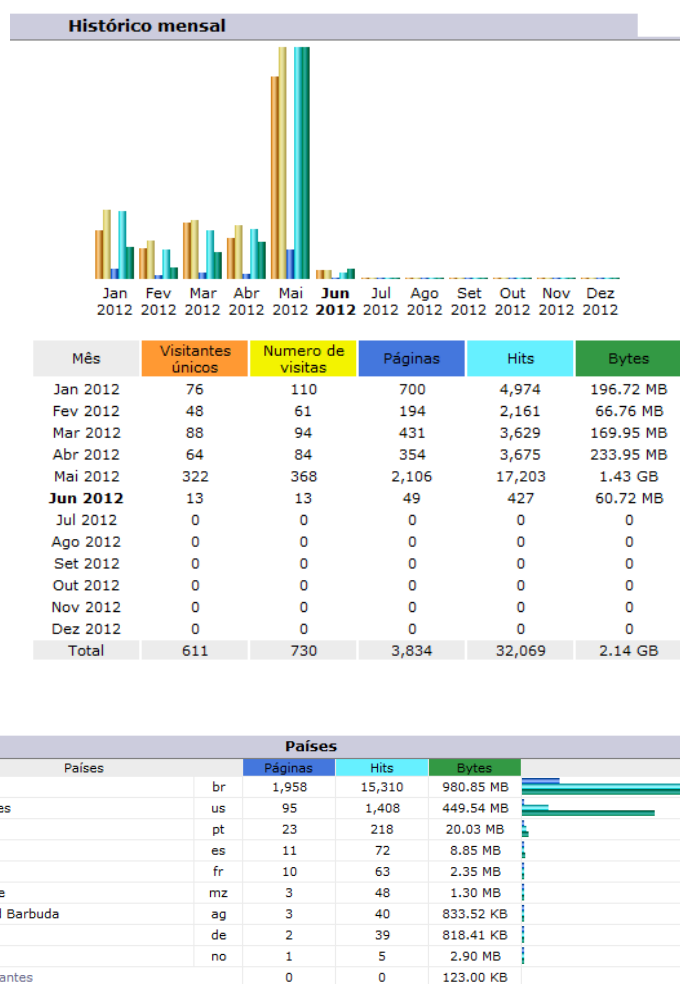 Histórico mensal
Jan Fev Mar Abr Mai Jun Jul Ago Set Out Nov Dez
2012 2012 2012 2012 2012 2012 2012 2012 2012 2012 2012 2012
Mês Visitantes únicos Numero de visitas Páginas Hits Bytes
Jan 2012 76 110 700 4,974 196.72 MB
Fev 2012 48 61 194 2,161 66.76 MB
Mar 2012 88 94 431 3,629 169.95 MB
Abr 2012 64 84 354 3,675 233.95 MB
Mai 2012 322 368 2,106 17,203 1.43 GB
Jun 2012 13 13 49 427 60.72 MB
Jul 2012 0 0 0 0 0
Ago 2012 0 0 0 0 0
Set 2012 0 0 0 0 0
Out 2012 0 0 0 0 0
Nov 2012 0 0 0 0 0
Dez 2012 0 0 0 0 0
Total 611 730 3,834 32,069 2.14 GB
Países
Países Páginas Hits Bytes
br 1,958 15,310 980.85 MB
es us 95 1,408 449.54 MB
pt 23 218 20.03 MB
es 11 72 8.85 MB
fr 10 63 2.35 MB
e mz 3 48 1.30 MB
Barbuda ag 3 40 833.52 KB
de 2 39 818.41 KB
no 1 5 2.90 MB
antes 0 0 123.00 KB